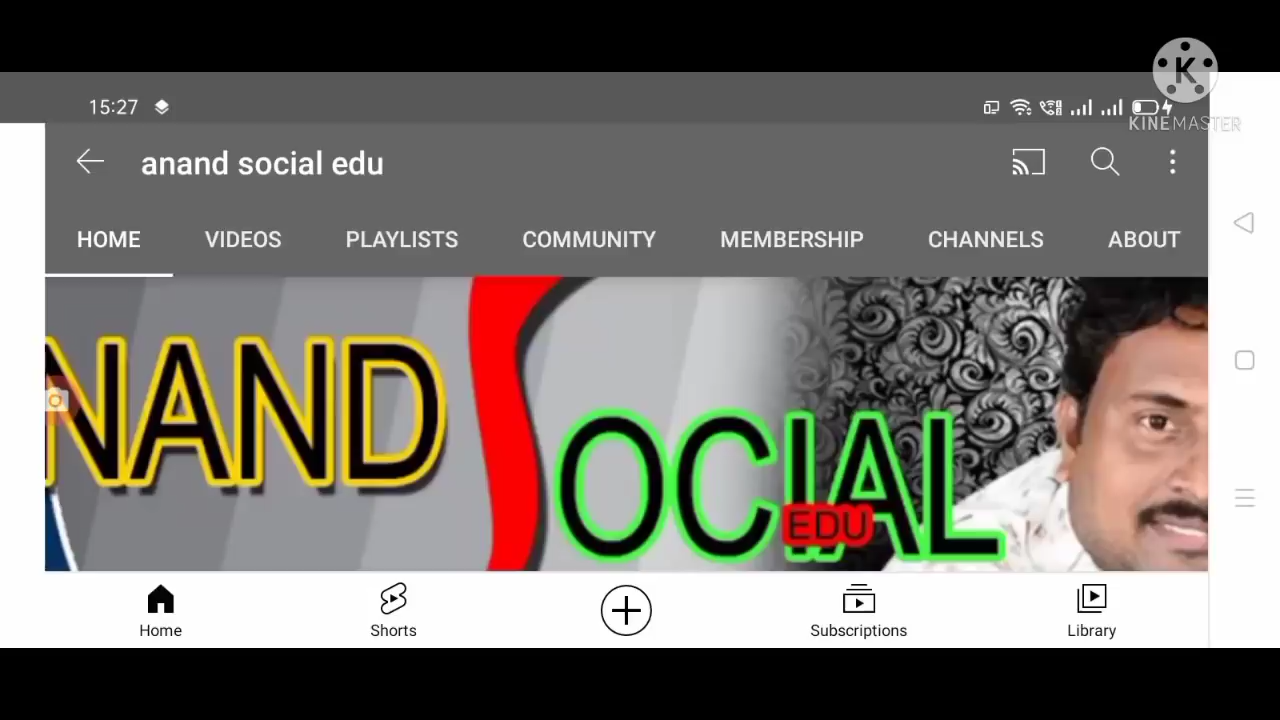 15:27
KINEMASTER
anand social edu
HOME VIDEOS PLAYLISTS COMMUNITY MEMBERSHIP CHANNELS ABOUT
NAND SOCIAL
EDU
Home Shorts Subscriptions Library